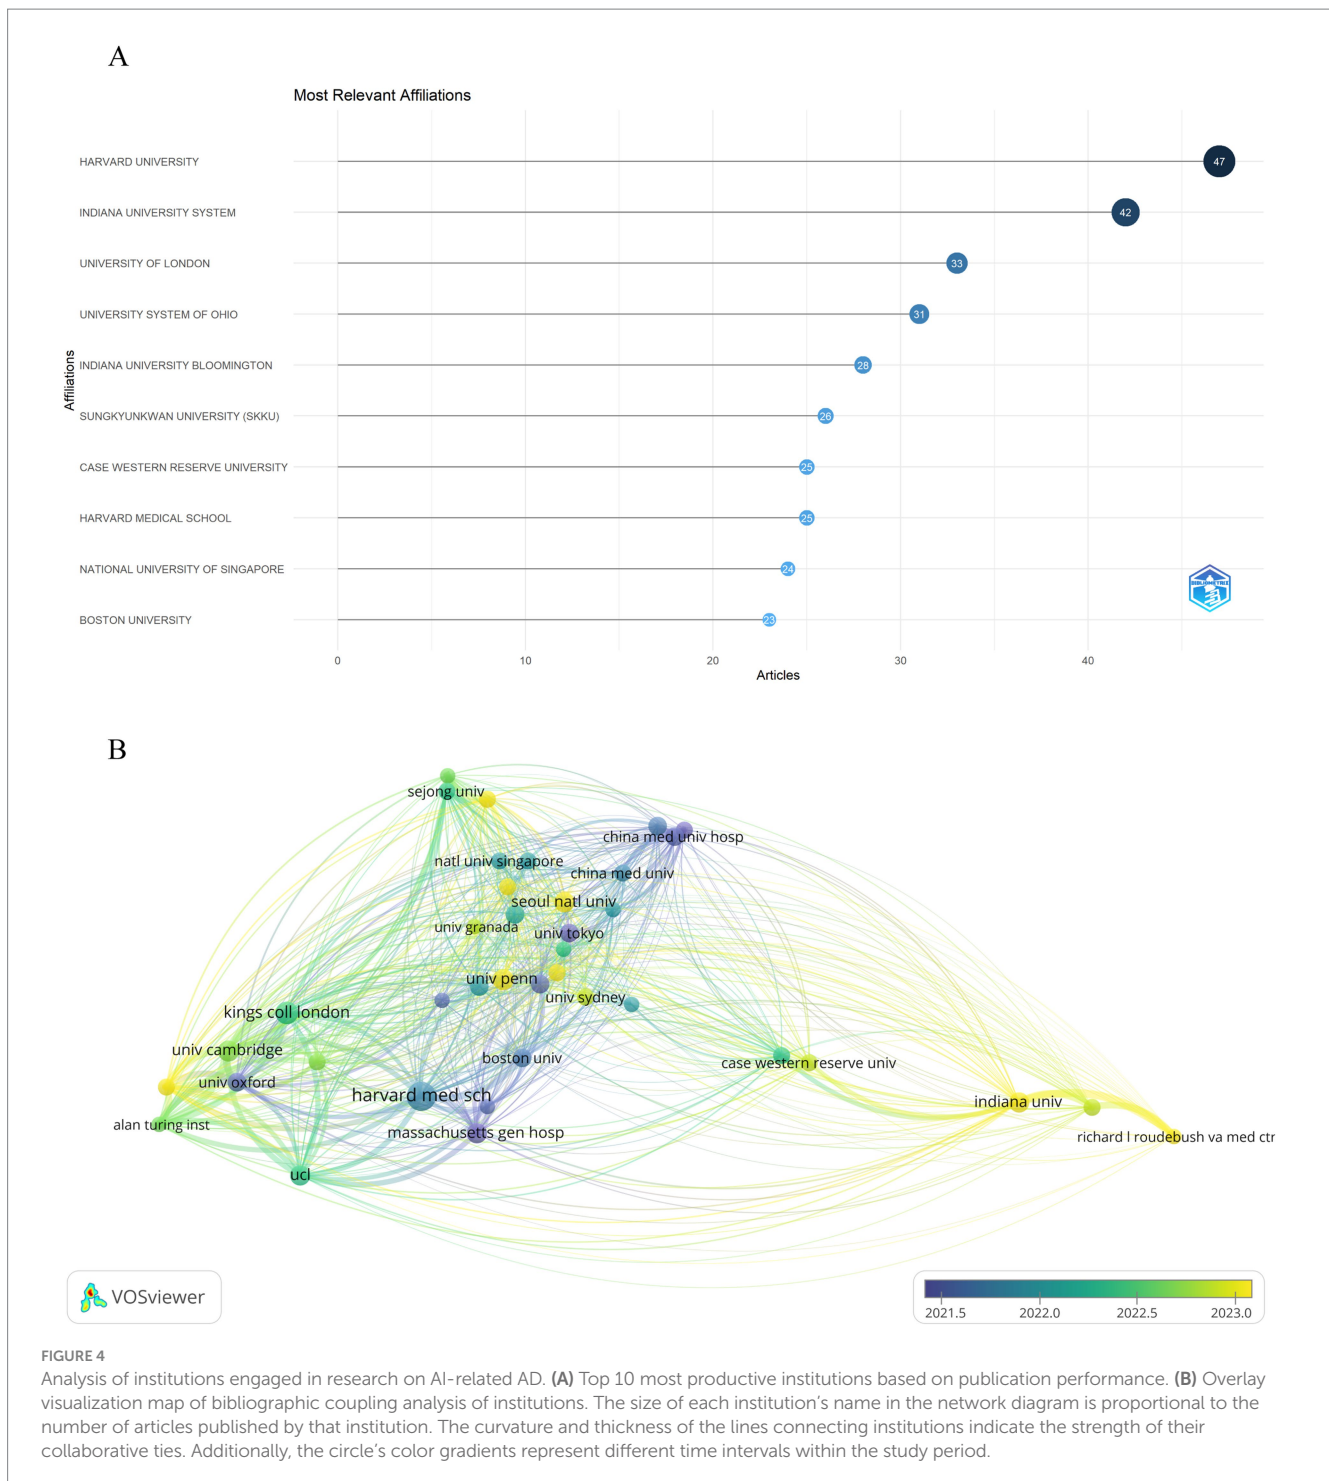 A
Most Relevant Affiliations
HARVARD UNIVERSITY
47
INDIANA UNIVERSITY SYSTEM
42
UNIVERSITY OF LONDON
33
UNIVERSITY SYSTEM OF OHIO
31
INDIANA UNIVERSITY BLOOMINGTON
28
Affiliations
SUNGKYUNKWAN UNIVERSITY (SKKU)
26
CASE WESTERN RESERVE UNIVERSITY
25
HARVARD MEDICAL SCHOOL
25
NATIONAL UNIVERSITY OF SINGAPORE
24
BIBLIOMETRIX
BOSTON UNIVERSITY
23
0 10 20 30 40
Articles
B
sejong univ
china med univ hosp
natl univ singapore
china med univ
seoul natl univ
univ granada
univ tokyo
univ penn
univ sydney
kings coll london
univ cambridge
boston univ
case western reserve univ
univ oxford
harvard med sch
indiana univ
alan turing inst
massachusetts gen hosp
richard l roudebush va med ctr
ucl
VOSviewer
2021.5 2022.0 2022.5 2023.0
FIGURE 4
Analysis of institutions engaged in research on AI-related AD. (A) Top 10 most productive institutions based on publication performance. (B) Overlay
visualization map of bibliographic coupling analysis of institutions. The size of each institution's name in the network diagram is proportional to the
number of articles published by that institution. The curvature and thickness of the lines connecting institutions indicate the strength of their
collaborative ties. Additionally, the circle's color gradients represent different time intervals within the study period.